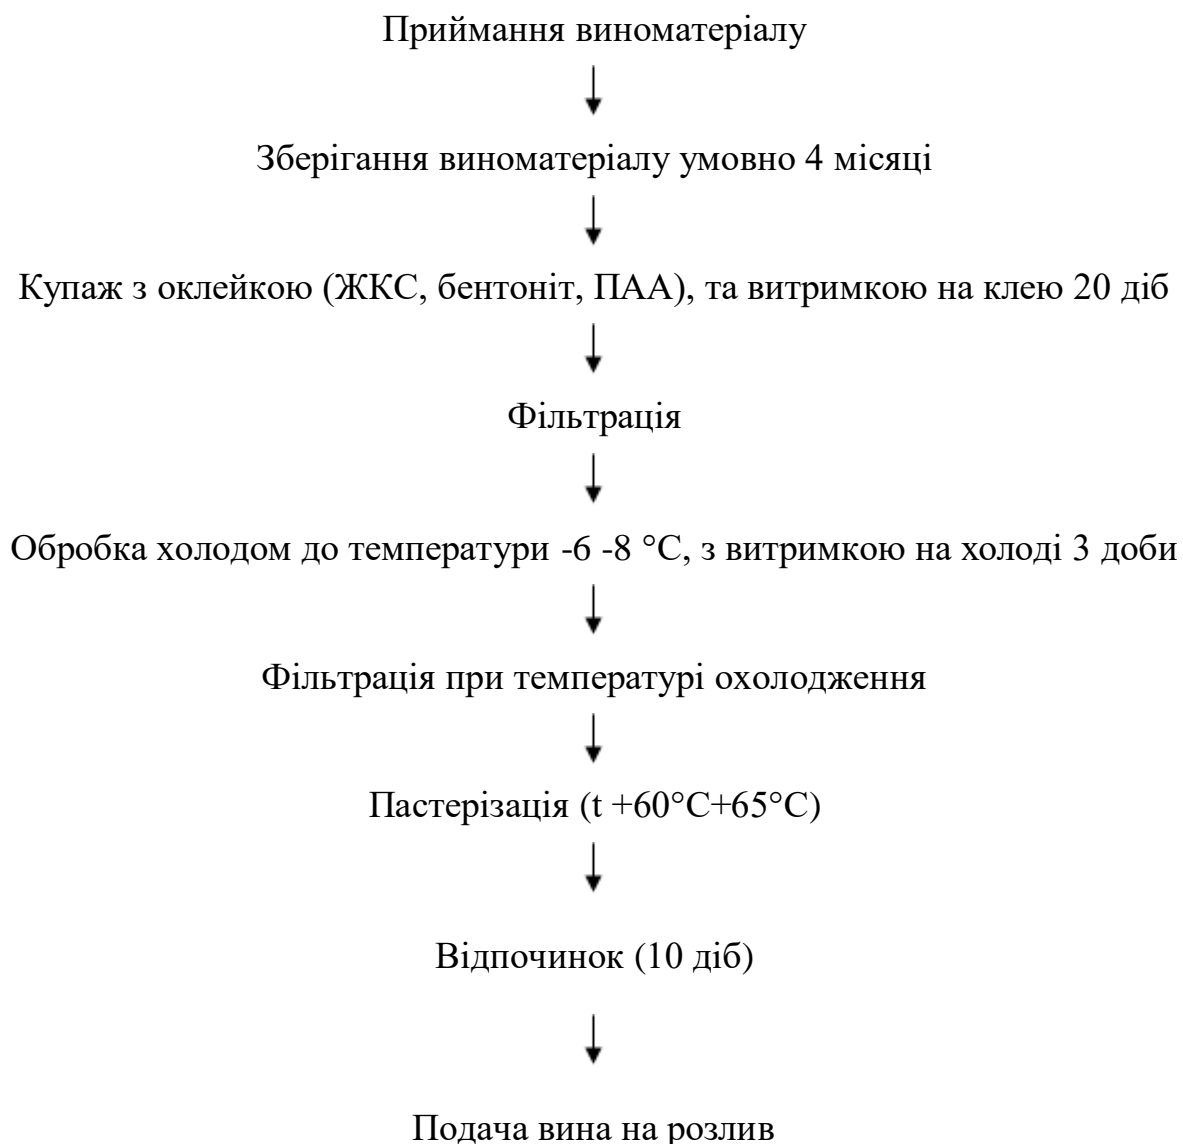 Приймання виноматеріалу
Зберігання виноматеріалу умовно 4 місяці
Купаж з оклейкою (ЖКС, бентоніт, ПАА), та витримкою на клею 20 діб
Фільтрація
Обробка холодом до температури -6 -8 °С, з витримкою на холоді 3 доби
Фільтрація при температурі охолодження
Пастерізація (t +60°С+65°С)
Відпочинок (10 діб)
Подача вина на розлив